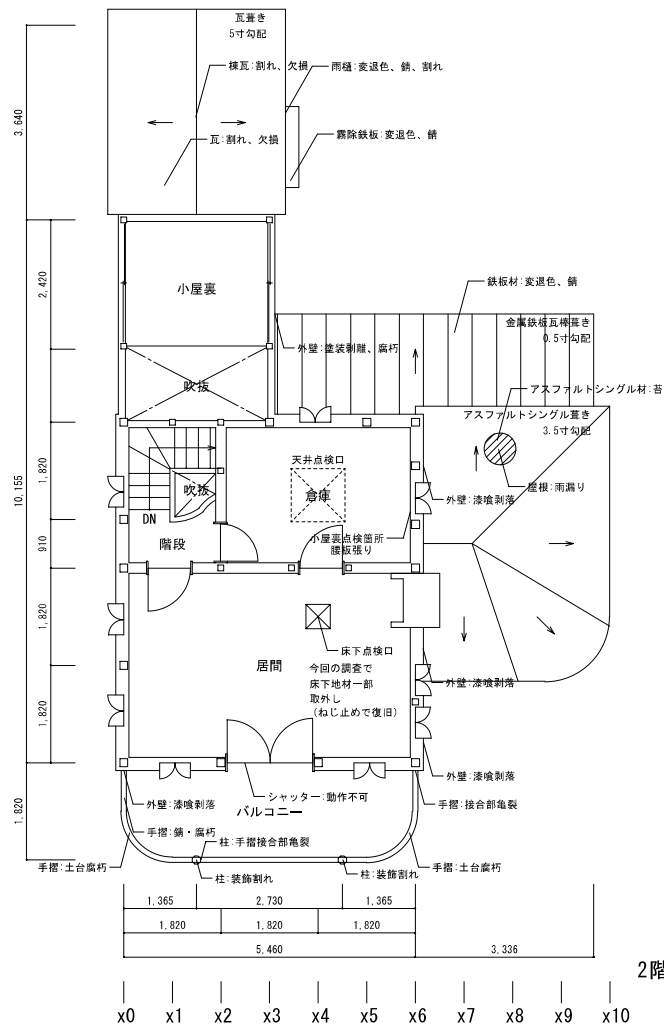 瓦葺き
5寸勾配
棟瓦:割れ、欠損
雨樋:変退色、錆、割れ
霧除鉄板:変退色、錆
瓦:割れ、欠損
3,640
小屋裏
2,420
鉄板材:変退色、錆
金属鉄板瓦棒葺き
0.5寸勾配
外壁:塗装剥離、腐朽
吹抜
アスファルトシングル材:苔
アスファルトシングル葺き
3.5寸勾配
天井点検口
倉庫
屋根:雨漏り
外壁:漆喰剥落
吹抜
DN
階段
小屋裏点検箇所
腰板張り
1,820
10,155
910
床下点検口
居間
今回の調査で
床下地材一部
取外し
(ねじ止めで復旧)
外壁:漆喰剥落
1,820
1,820
外壁:漆喰剥落
シャッター:動作不可
手摺:接合部亀裂
外壁:漆喰剥落
バルコニー
1,820
手摺:錆・腐朽
柱:手摺接合部亀裂
手摺:土台腐朽
手摺:土台腐朽
柱:装飾割れ
柱:装飾割れ
1,365
2,730
1,365
1,820
1,820
1,820
5,460
3,336
2階
x0
x1
x2
x3
x4
x5
x6
x7
x8
x9
x10